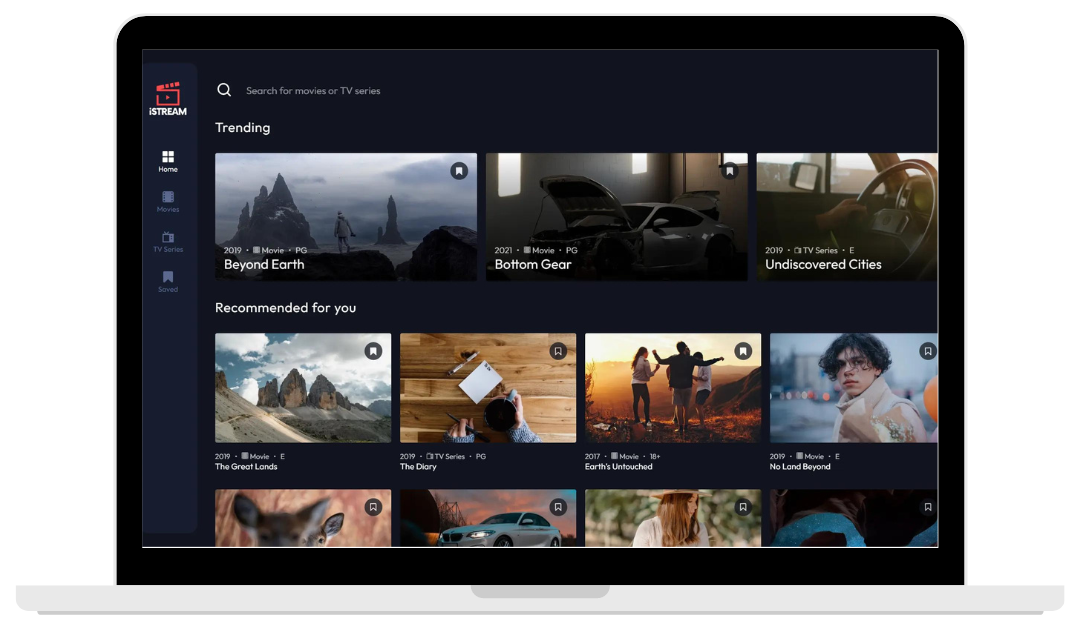 iSTREAM
Home
Movies
TV Series
Saved
Search for movies or TV series
Trending
2019 • Movie • PG
Beyond Earth
2021 • Movie • PG
Bottom Gear
2019 • TV Series • E
Undiscovered Cities
Recommended for you
2019 • Movie • E
The Great Lands
2019 • TV Series • PG
The Diary
2017 • Movie • 18+
Earth's Untouched
2019 • Movie • E
No Land Beyond